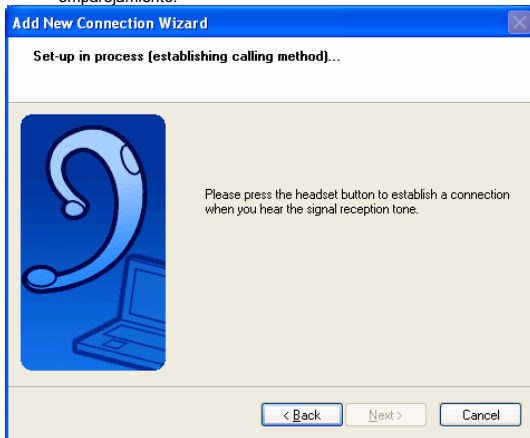 emparejamiento.
Add New Connection Wizard
Set-up in process (establishing calling method)...
Please press the headset button to establish a connection
when you hear the signal reception tone.
< Back
Next >
Cancel